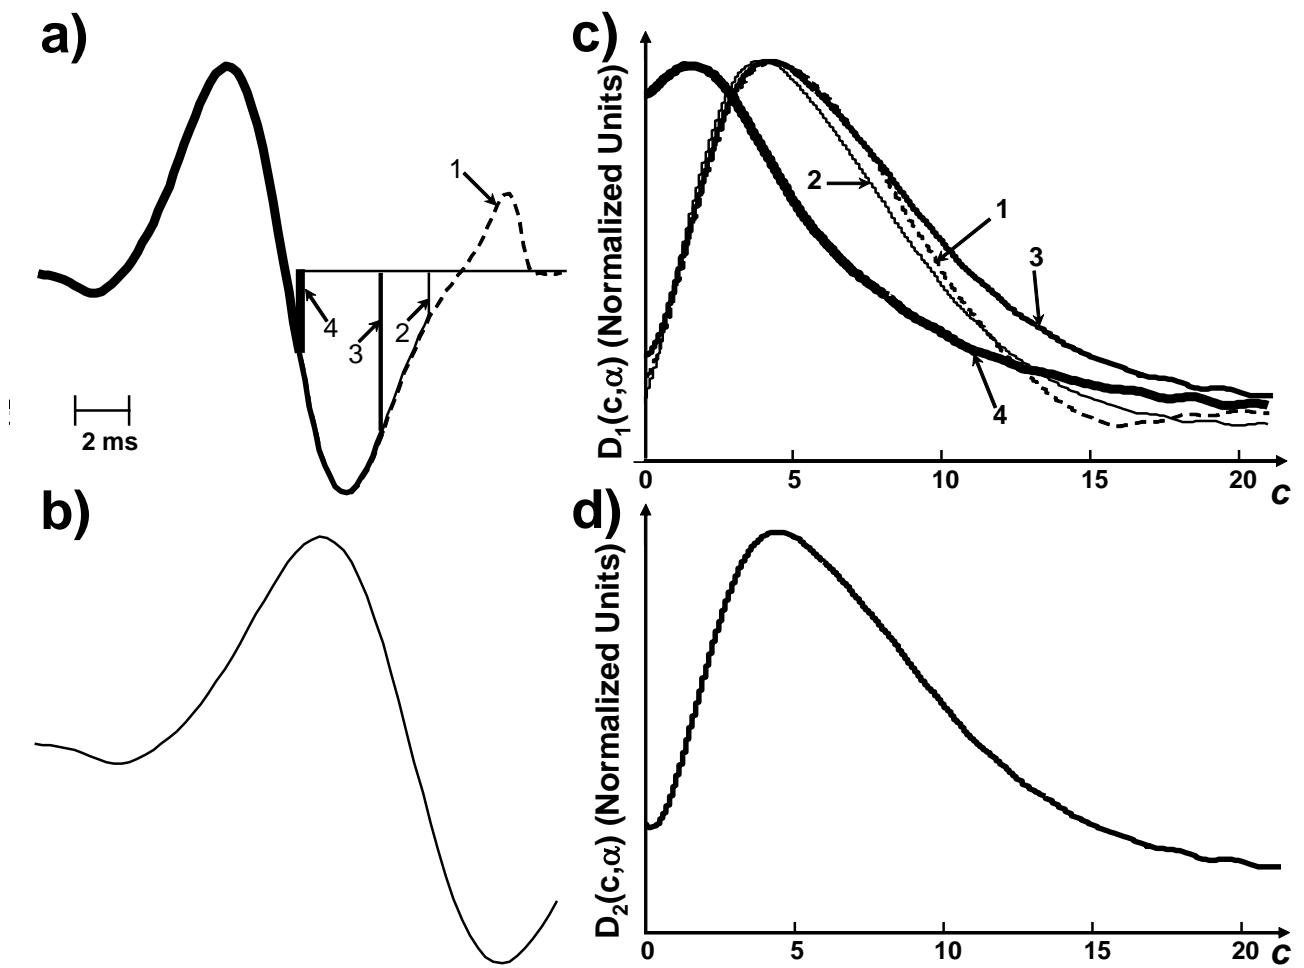 a)
1
4
3
2
2 ms
b)
c)
D1(c,α) (Normalized Units)
2
1
3
4
0 5 10 15 20 c
d)
D2(c,α) (Normalized Units)
0 5 10 15 20 c